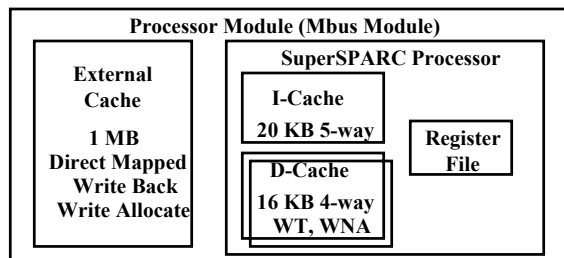 Processor Module (Mbus Module)
External
Cache
1 MB
Direct Mapped
Write Back
Write Allocate
SuperSPARC Processor
I-Cache
20 KB 5-way
D-Cache
16 KB 4-way
WT, WNA
Register
File